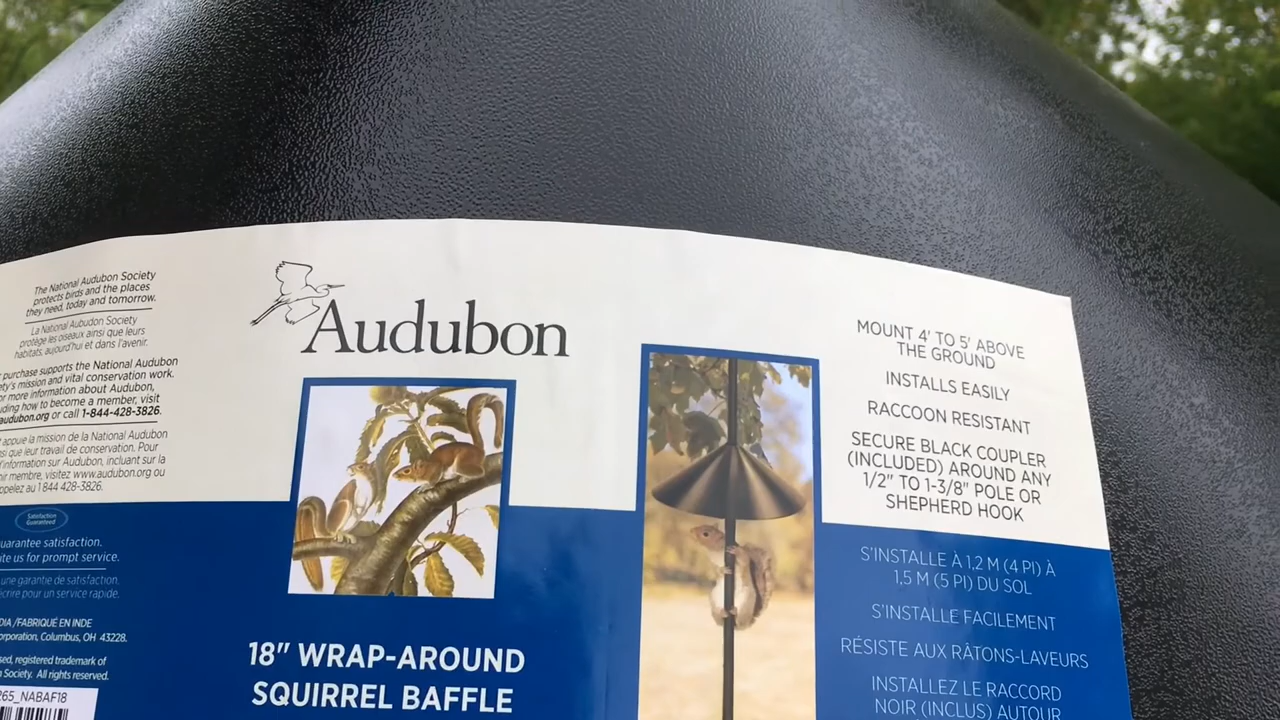 The National Audubon Society
protects birds and the places
they need, today and tomorrow.
La National Aubudon Society
protège les oiseaux ainsi que leurs
habitats, aujourd'hui et dans l'avenir.
purchase supports the National Audubon
mission and vital conservation work.
more information about Audubon,
how to become a member, visit
audubon.org or call 1-844-428-3826.
appuie la mission de la National Audubon
que leur travail de conservation. Pour
d'information sur Audubon, incluant sur la
membre, visitez www.audubon.org ou
1 844 428-3826.
Satisfaction
Guaranteed
guarantee satisfaction.
us for prompt service.
une garantie de satisfaction.
pour un service rapide.
/FABRIQUÉ EN INDE
Columbus, OH 43228.
registered trademark of
Society. All rights reserved.
265_NABAF18
Audubon
18" WRAP-AROUND
SQUIRREL BAFFLE
MOUNT 4' TO 5' ABOVE
THE GROUND
INSTALLS EASILY
RACCOON RESISTANT
SECURE BLACK COUPLER
(INCLUDED) AROUND ANY
1/2" TO 1-3/8" POLE OR
SHEPHERD HOOK
S'INSTALLE À 1,2 M (4 PI) À
1,5 M (5 PI) DU SOL
S'INSTALLE FACILEMENT
RÉSISTE AUX RÂTONS-LAVEURS
INSTALLEZ LE RACCORD
NOIR (INCLUS) AUTOUR